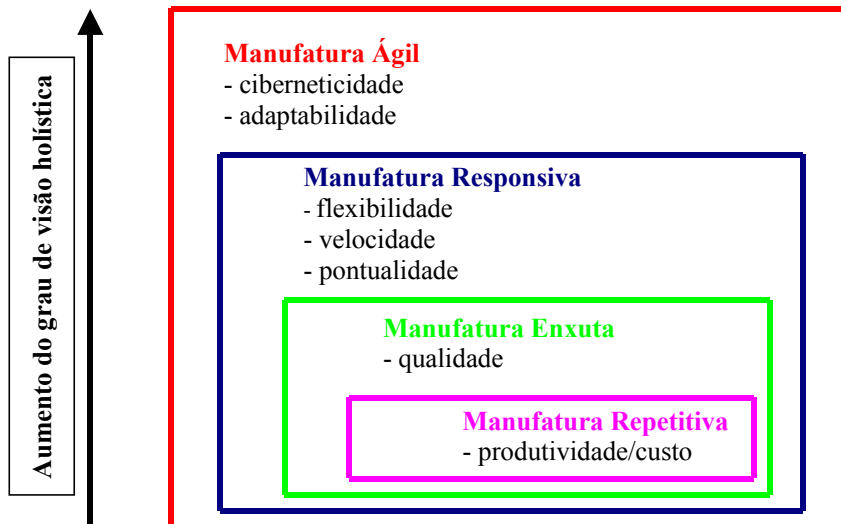 Aumento do grau de visão holística
Manufatura Ágil
- ciberneticidade
- adaptabilidade
Manufatura Responsiva
- flexibilidade
- velocidade
- pontualidade
Manufatura Enxuta
- qualidade
Manufatura Repetitiva
- produtividade/custo